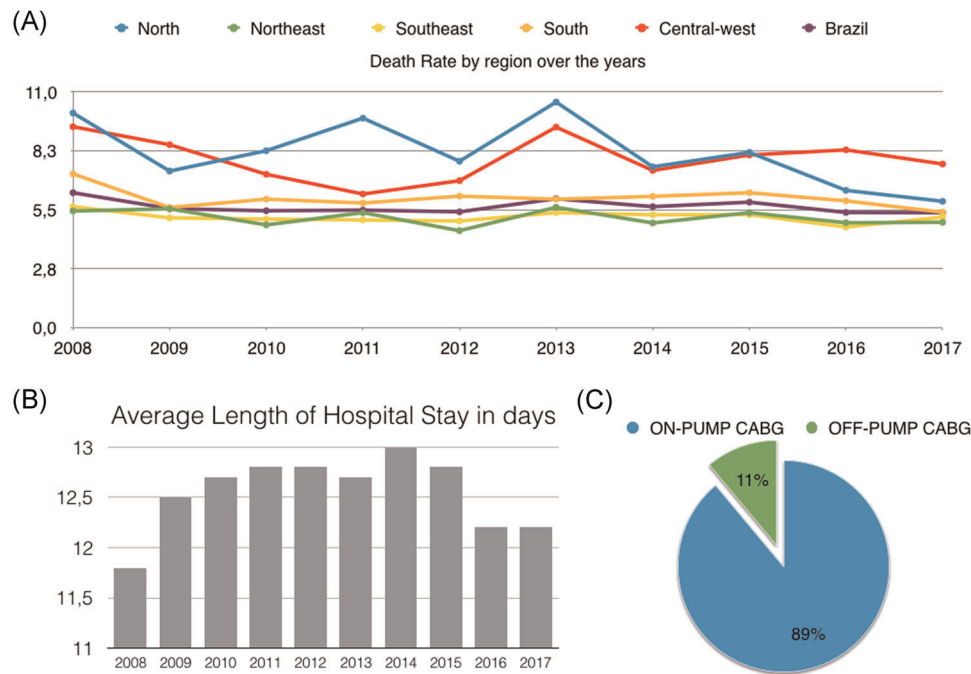 (A)
North Northeast Southeast South Central-west Brazil
Death Rate by region over the years
11,0
8,3
5,5
2,8
0,0
2008 2009 2010 2011 2012 2013 2014 2015 2016 2017
(B)
Average Length of Hospital Stay in days
13
12,5
12
11,5
11
2008 2009 2010 2011 2012 2013 2014 2015 2016 2017
(C)
ON-PUMP CABG OFF-PUMP CABG
11%
89%